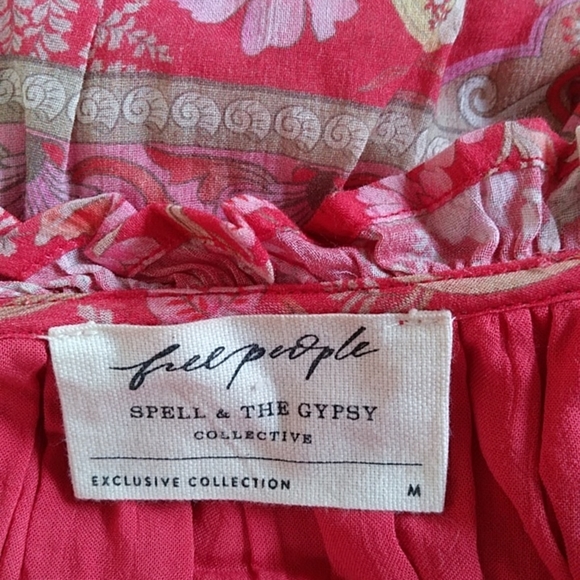 free people
SPELL & THE GYPSY
COLLECTIVE
EXCLUSIVE COLLECTION M